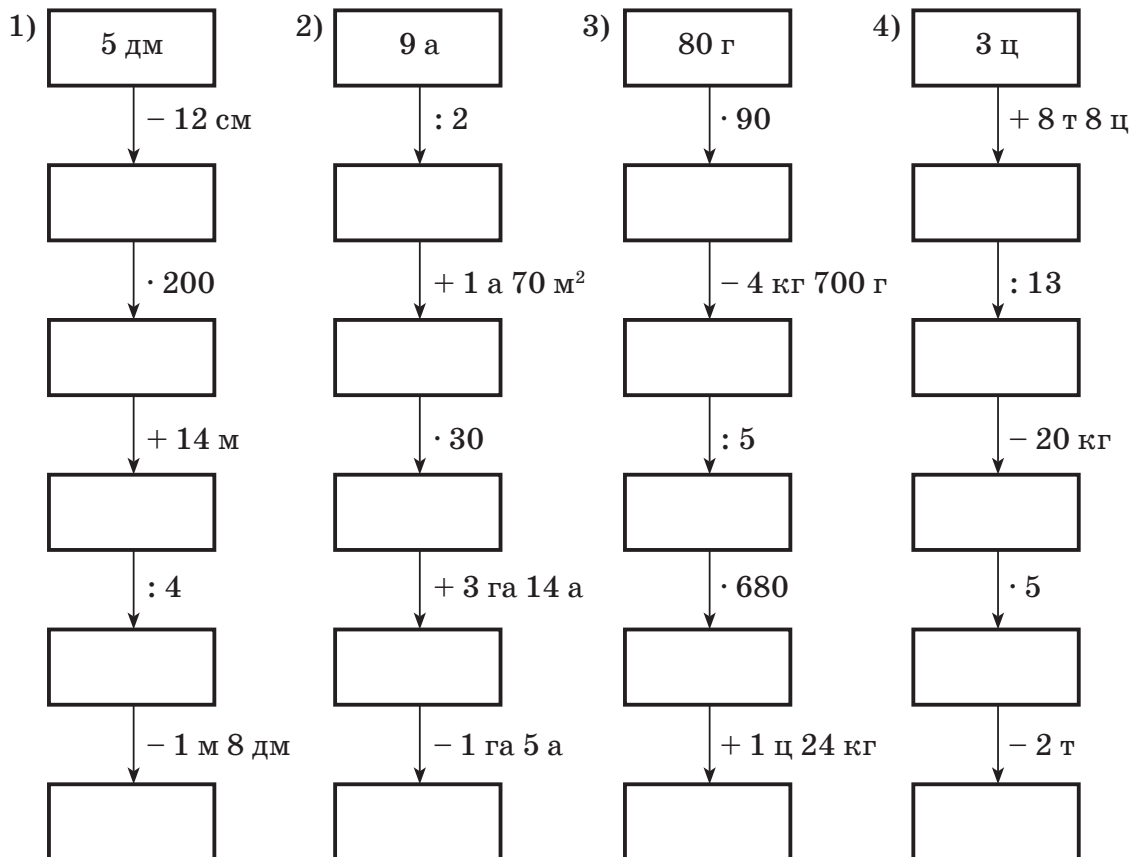 1) 5 дм 2) 9 а 3) 80 г 4) 3 ц
− 12 см : 2 · 90 + 8 т 8 ц
· 200 + 1 а 70 м² − 4 кг 700 г : 13
+ 14 м · 30 : 5 − 20 кг
: 4 + 3 га 14 а · 680 · 5
− 1 м 8 дм − 1 га 5 а + 1 ц 24 кг − 2 т